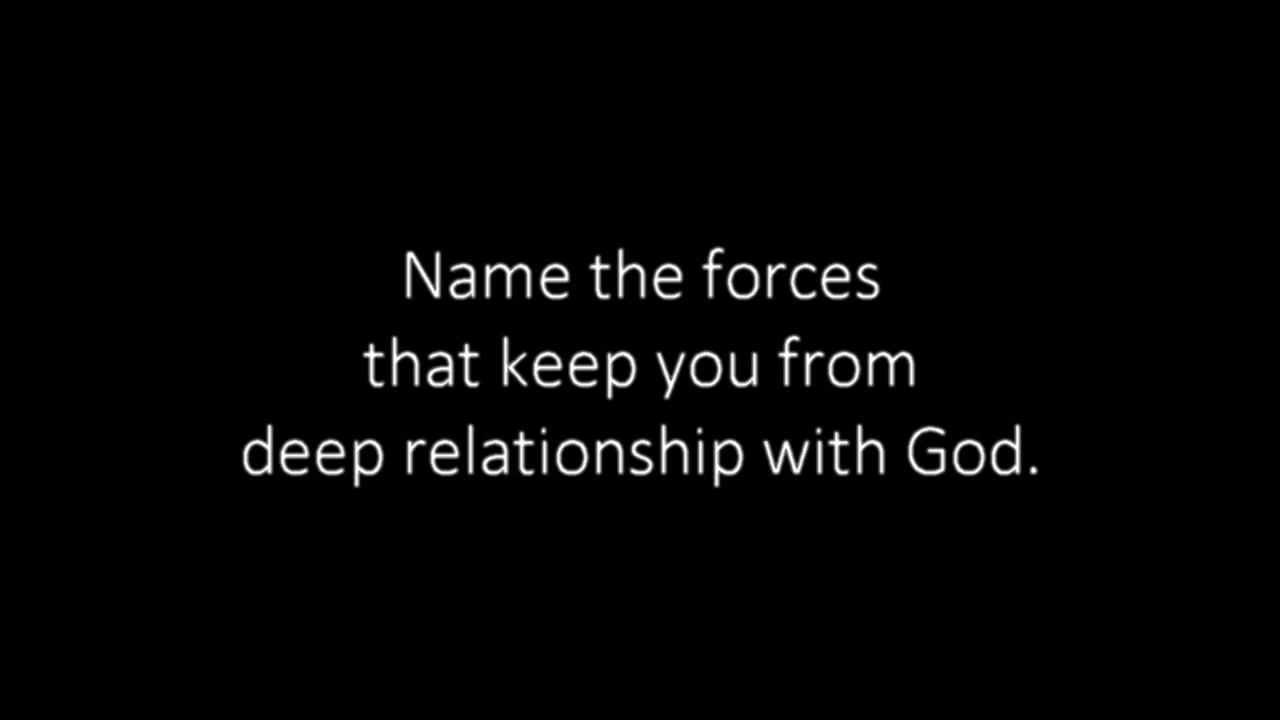 Name the forces
that keep you from
deep relationship with God.